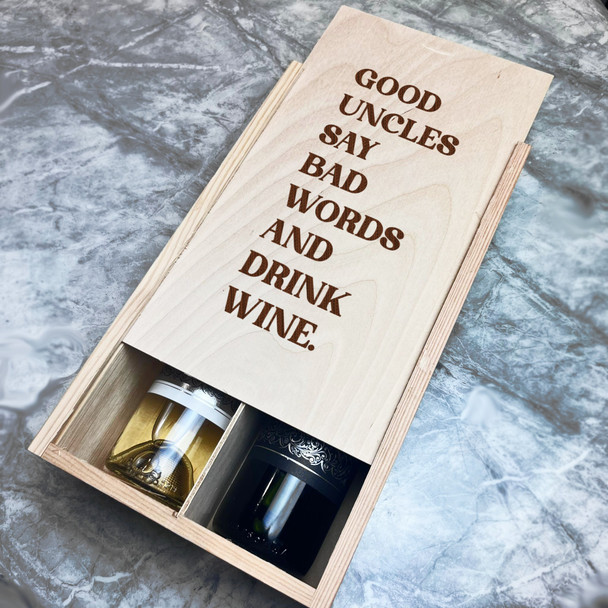 GOOD
UNCLES
SAY
BAD
WORDS
AND
DRINK
WINE.